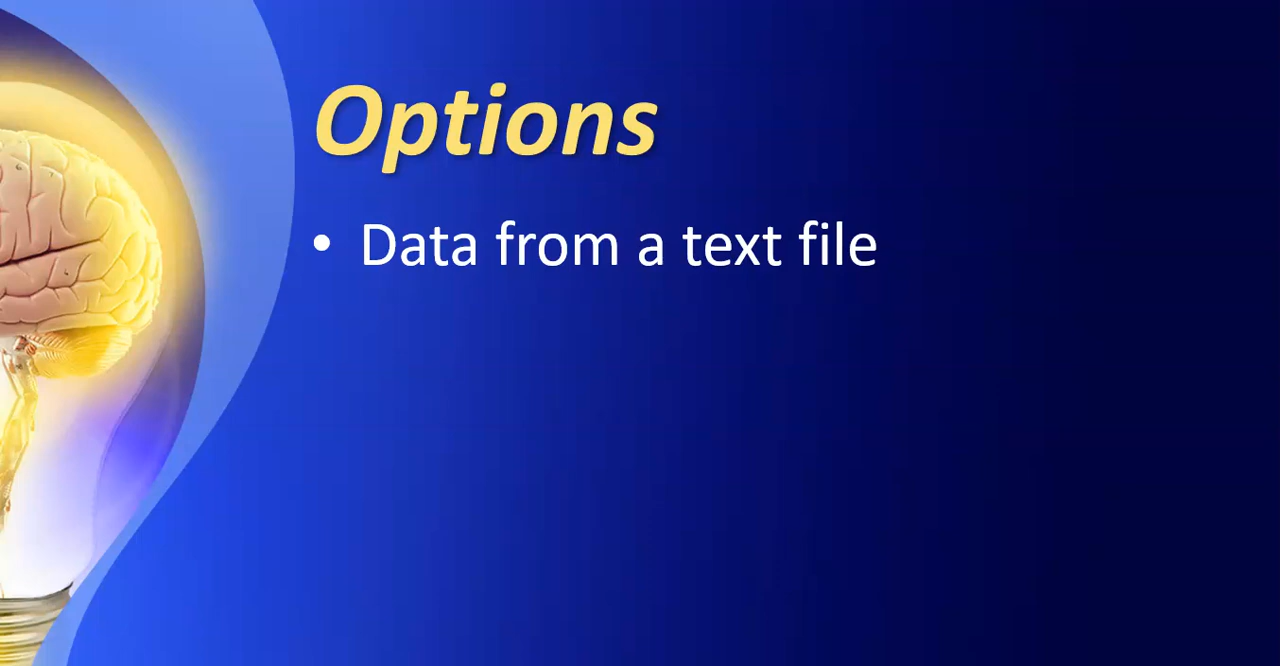 Options
• Data from a text file